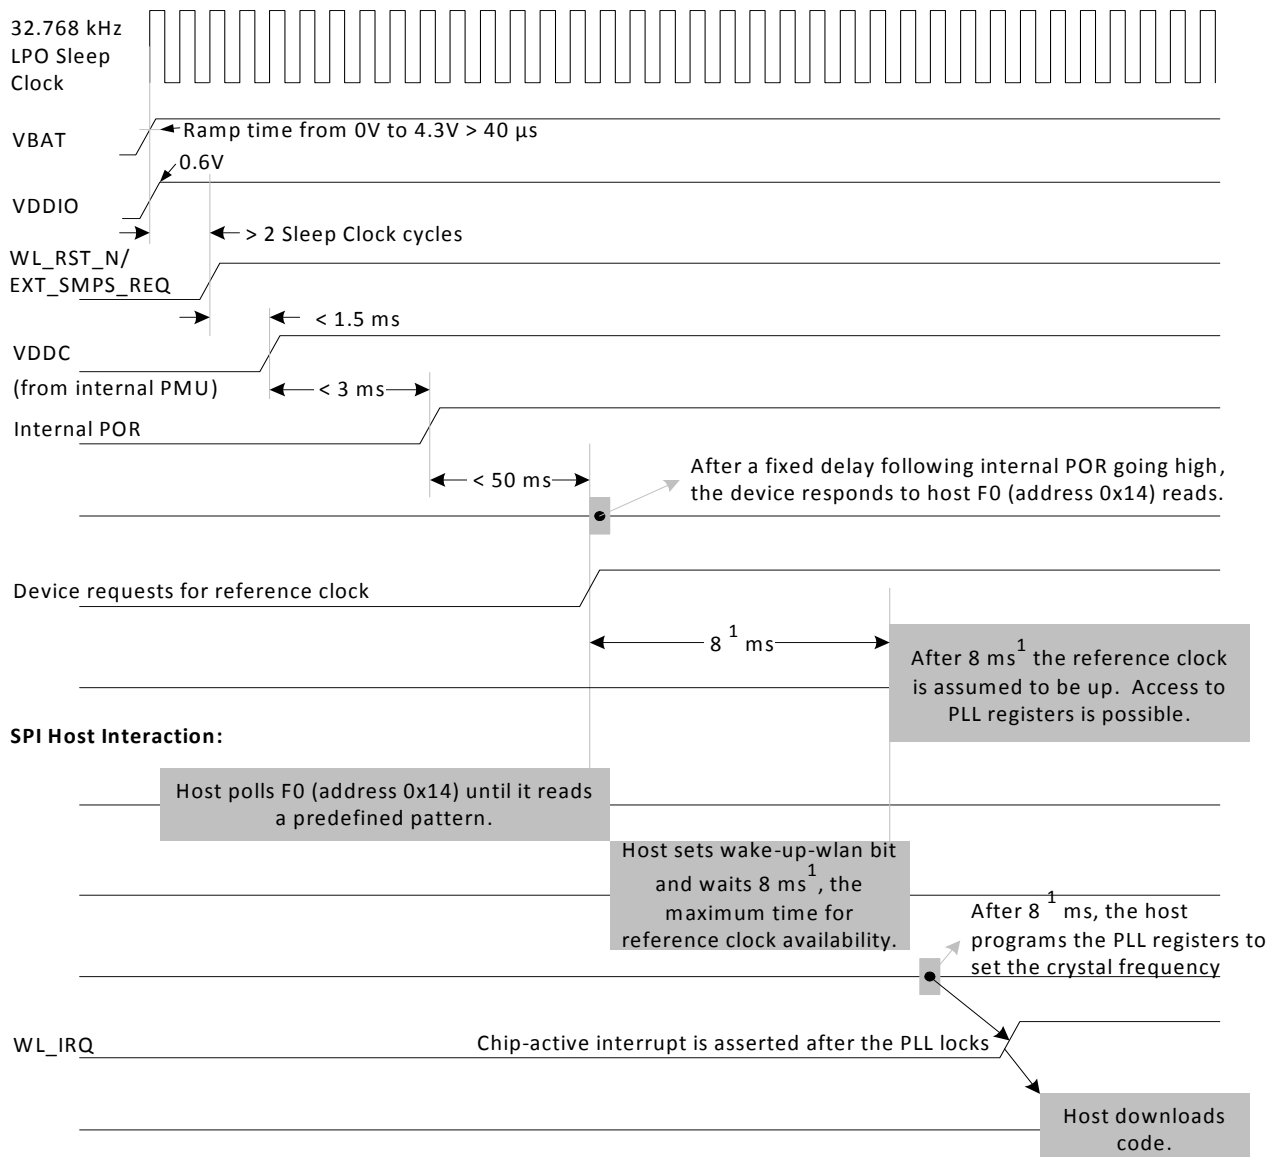 32.768 kHz
LPO Sleep
Clock
VBAT
Ramp time from 0V to 4.3V > 40 µs
0.6V
VDDIO
> 2 Sleep Clock cycles
WL_RST_N/
EXT_SMPS_REQ
< 1.5 ms
VDDC
(from internal PMU)
< 3 ms
Internal POR
< 50 ms
After a fixed delay following internal POR going high,
the device responds to host F0 (address 0x14) reads.
Device requests for reference clock
8 1 ms
After 8 ms1 the reference clock
is assumed to be up. Access to
PLL registers is possible.
SPI Host Interaction:
Host polls F0 (address 0x14) until it reads
a predefined pattern.
Host sets wake-up-wlan bit
and waits 8 ms1, the
maximum time for
reference clock availability.
After 8 1 ms, the host
programs the PLL registers to
set the crystal frequency
WL_IRQ
Chip-active interrupt is asserted after the PLL locks
Host downloads
code.